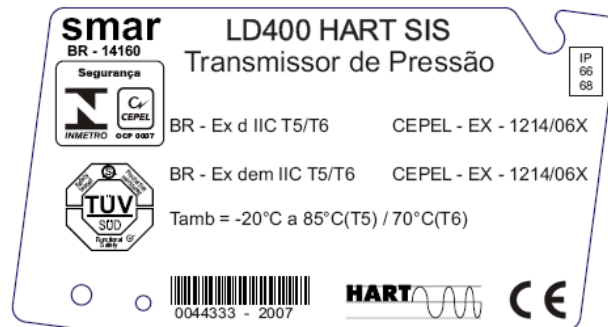 smar
BR - 14160
LD400 HART SIS
Transmissor de Pressão
IP
66
68
Segurança
INMETRO
CEPEL
OCP 0007
BR - Ex d IIC T5/T6 CEPEL - EX - 1214/06X
BR - Ex dem IIC T5/T6 CEPEL - EX - 1214/06X
TÜV
SÜD
Functional
Safety
Tamb = -20°C a 85°C(T5) / 70°C(T6)
0044333 - 2007
HART
CE